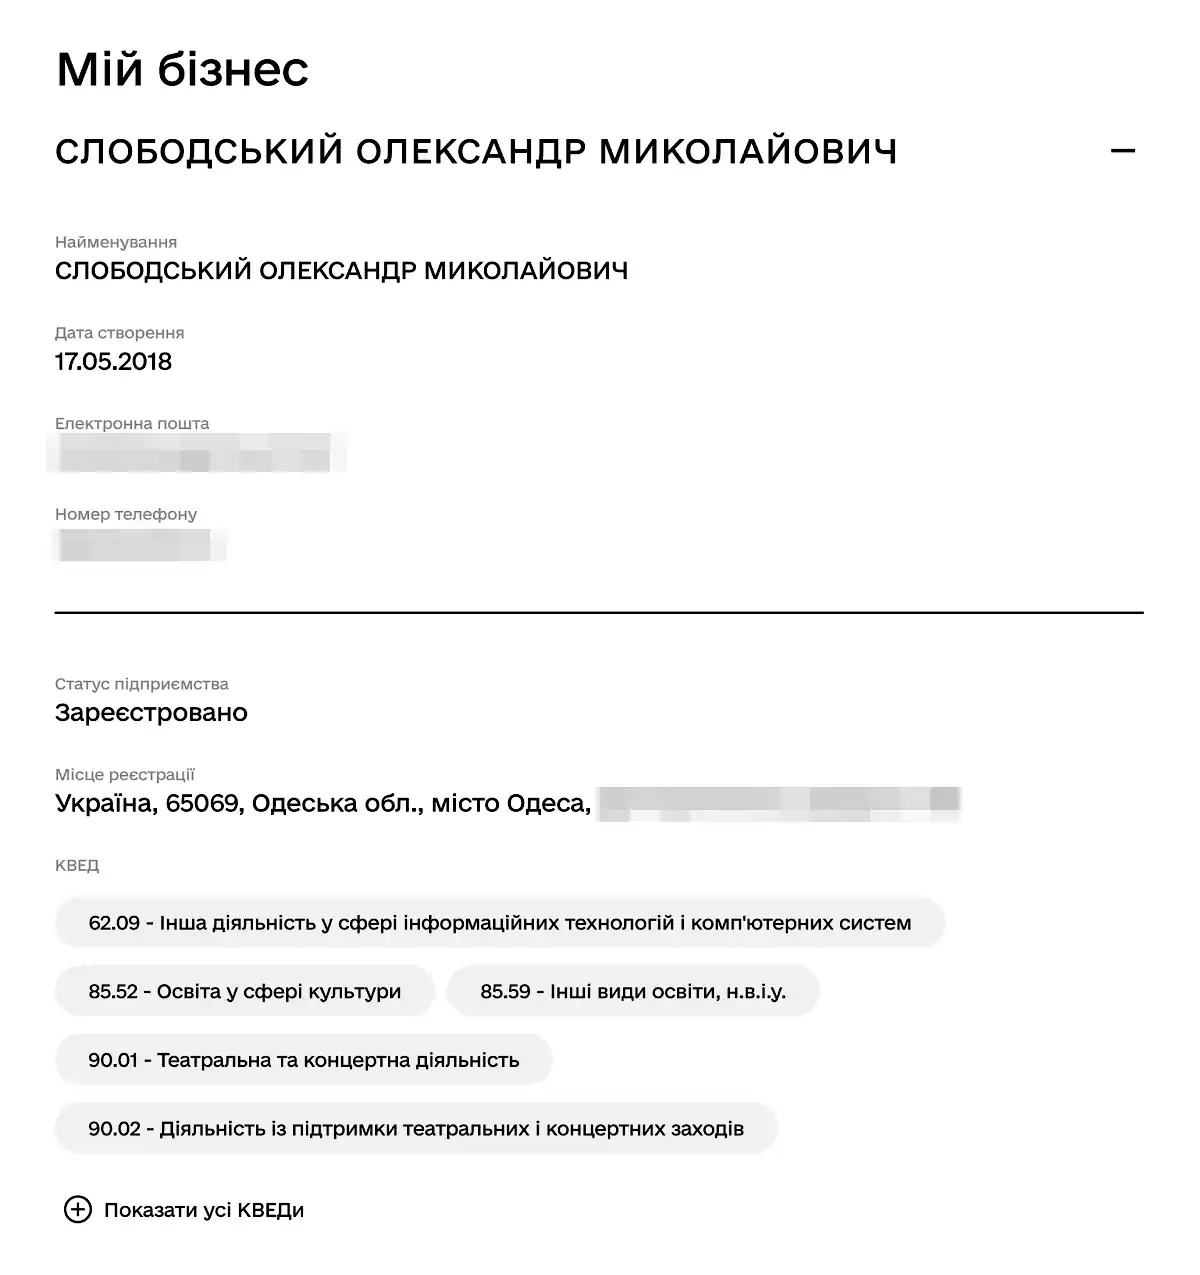 Мій бізнес
СЛОБОДСЬКИЙ ОЛЕКСАНДР МИКОЛАЙОВИЧ
Найменування
СЛОБОДСЬКИЙ ОЛЕКСАНДР МИКОЛАЙОВИЧ
Дата створення
17.05.2018
Електронна пошта
Номер телефону
Статус підприємства
Зареєстровано
Місце реєстрації
Україна, 65069, Одеська обл., місто Одеса,
КВЕД
62.09 - Інша діяльність у сфері інформаційних технологій і комп'ютерних систем
85.52 - Освіта у сфері культури 85.59 - Інші види освіти, н.в.і.у.
90.01 - Театральна та концертна діяльність
90.02 - Діяльність із підтримки театральних і концертних заходів
Показати усі КВЕДи